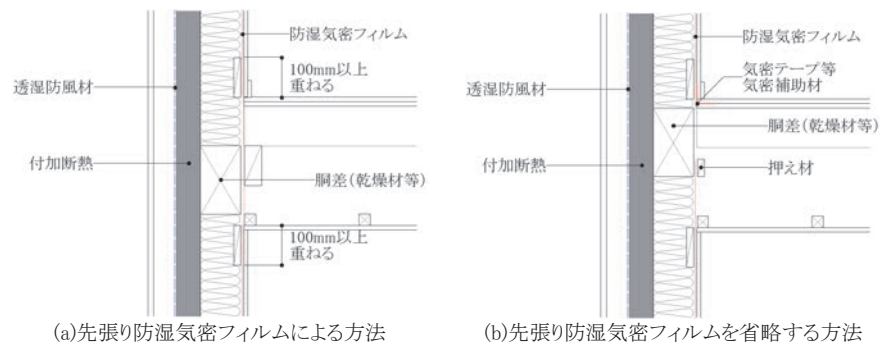 防湿気密フィルム
100mm以上
重ねる
透湿防風材
付加断熱
胴差(乾燥材等)
100mm以上
重ねる
(a)先張り防湿気密フィルムによる方法
防湿気密フィルム
気密テープ等
気密補助材
透湿防風材
胴差(乾燥材等)
付加断熱
押え材
(b)先張り防湿気密フィルムを省略する方法